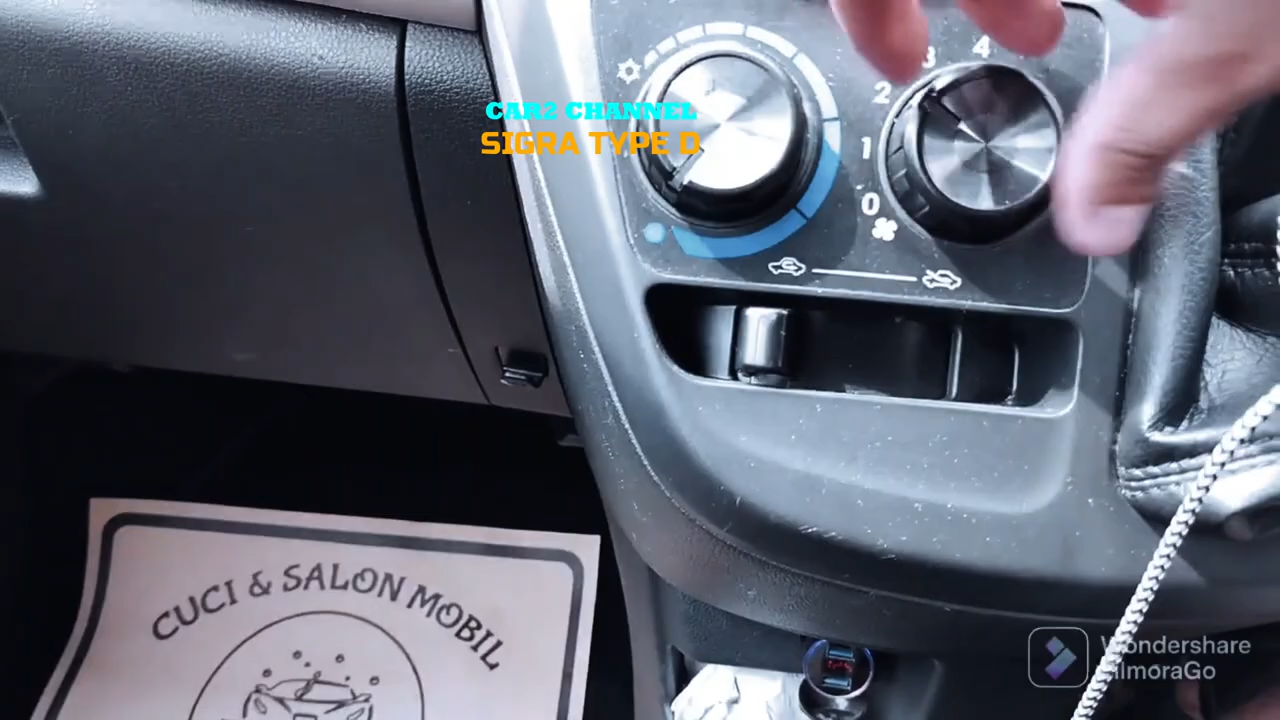 4
3
2
1
0
CAR2 CHANNEL
SIGRA TYPE D
CUCI & SALON MOBIL
Wondershare
FilmoraGo